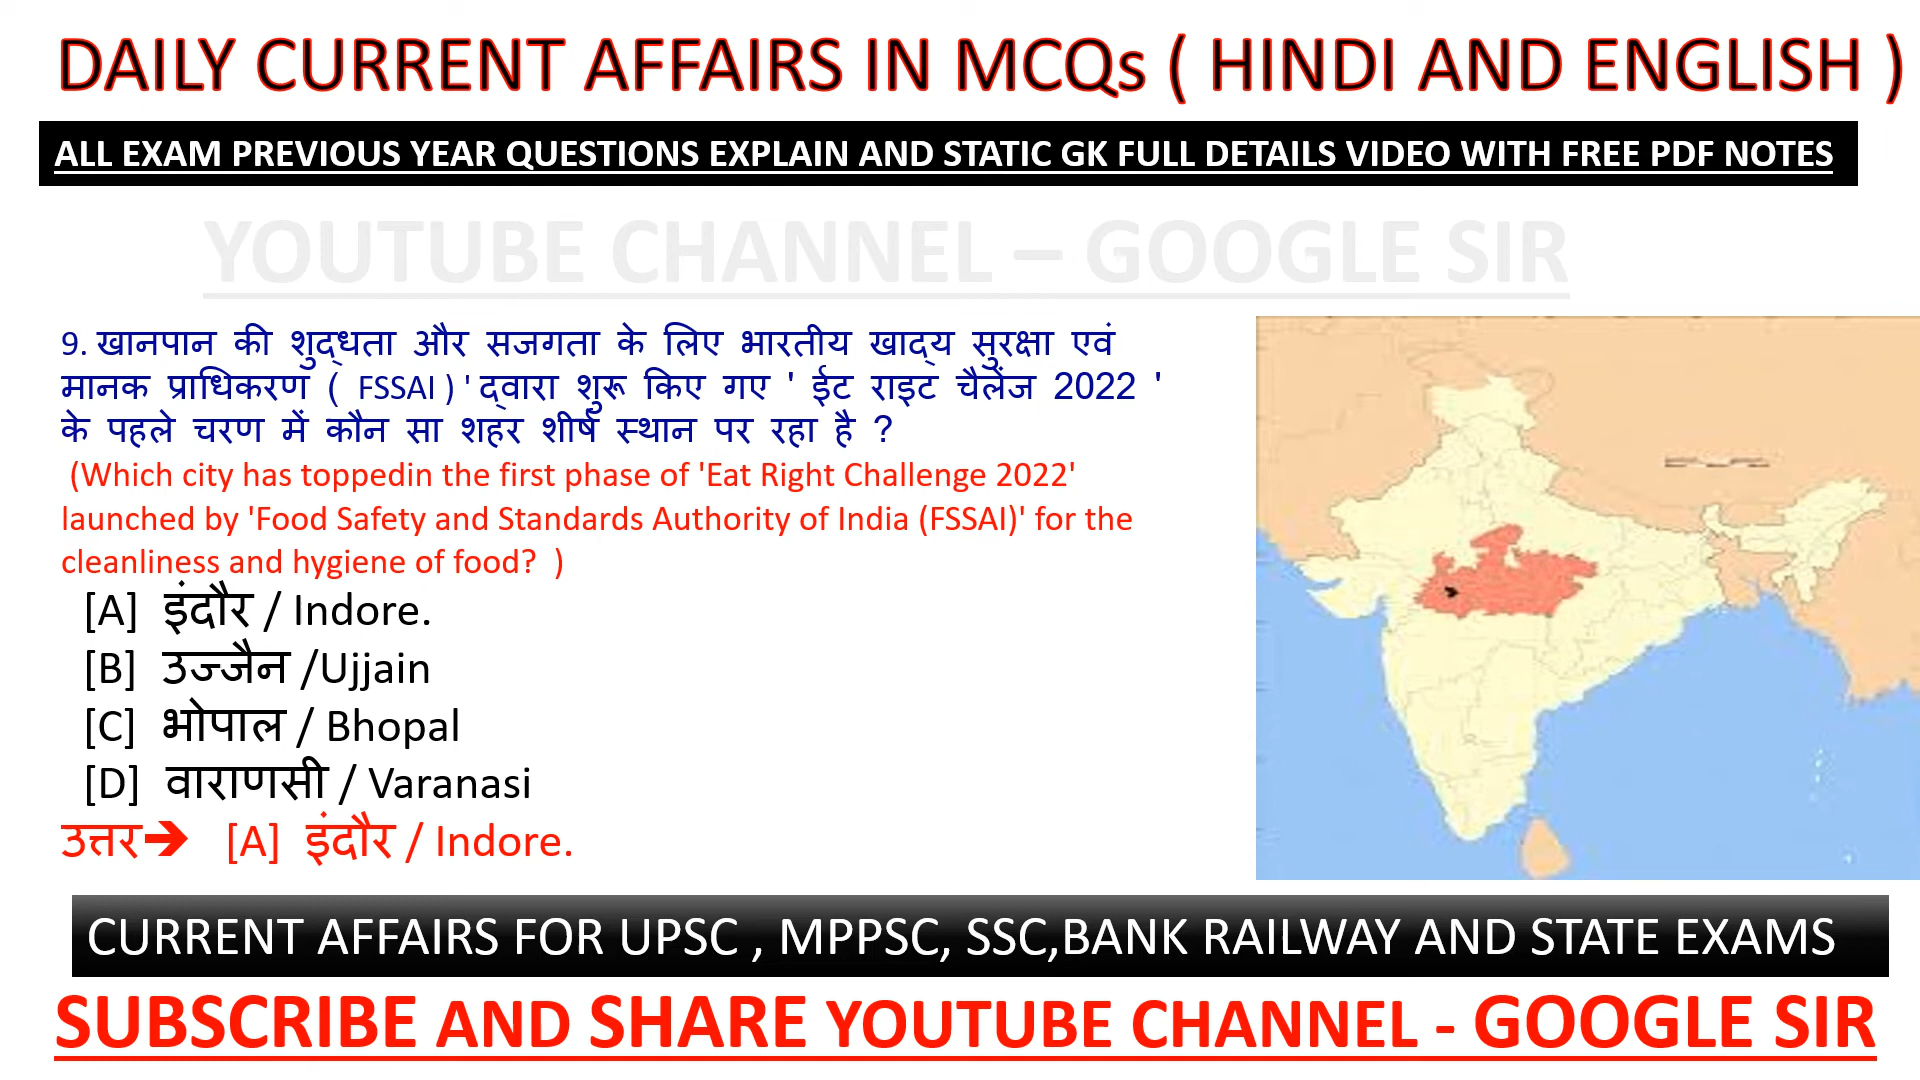 DAILY CURRENT AFFAIRS IN MCQs ( HINDI AND ENGLISH )
ALL EXAM PREVIOUS YEAR QUESTIONS EXPLAIN AND STATIC GK FULL DETAILS VIDEO WITH FREE PDF NOTES
YOUTUBE CHANNEL – GOOGLE SIR
9. खानपान की शुद्धता और सजगता के लिए भारतीय खाद्य सुरक्षा एवं
मानक प्राधिकरण ( FSSAI ) ' द्वारा शुरू किए गए ' ईट राइट चैलेंज 2022 '
के पहले चरण में कौन सा शहर शीर्ष स्थान पर रहा है ?
(Which city has toppedin the first phase of 'Eat Right Challenge 2022'
launched by 'Food Safety and Standards Authority of India (FSSAI)' for the
cleanliness and hygiene of food? )
[A] इंदौर / Indore.
[B] उज्जैन /Ujjain
[C] भोपाल / Bhopal
[D] वाराणसी / Varanasi
उत्तर➔ [A] इंदौर / Indore.
CURRENT AFFAIRS FOR UPSC , MPPSC, SSC,BANK RAILWAY AND STATE EXAMS
SUBSCRIBE AND SHARE YOUTUBE CHANNEL - GOOGLE SIR